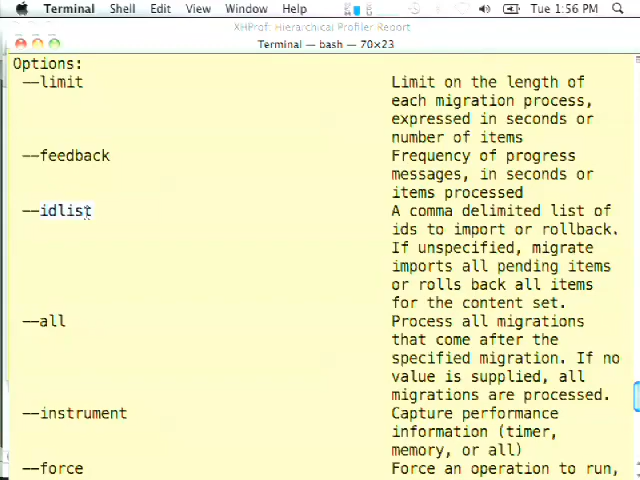 Terminal Shell Edit View Window Help Tue 1:56 PM
XHProf: Hierarchical Profiler Report
Terminal — bash — 70×23
Options:
--limit Limit on the length of
each migration process,
expressed in seconds or
number of items
--feedback Frequency of progress
messages, in seconds or
items processed
--idlist A comma delimited list of
ids to import or rollback.
If unspecified, migrate
imports all pending items
or rolls back all items
for the content set.
--all Process all migrations
that come after the
specified migration. If no
value is supplied, all
migrations are processed.
--instrument Capture performance
information (timer,
memory, or all)
--force Force an operation to run,